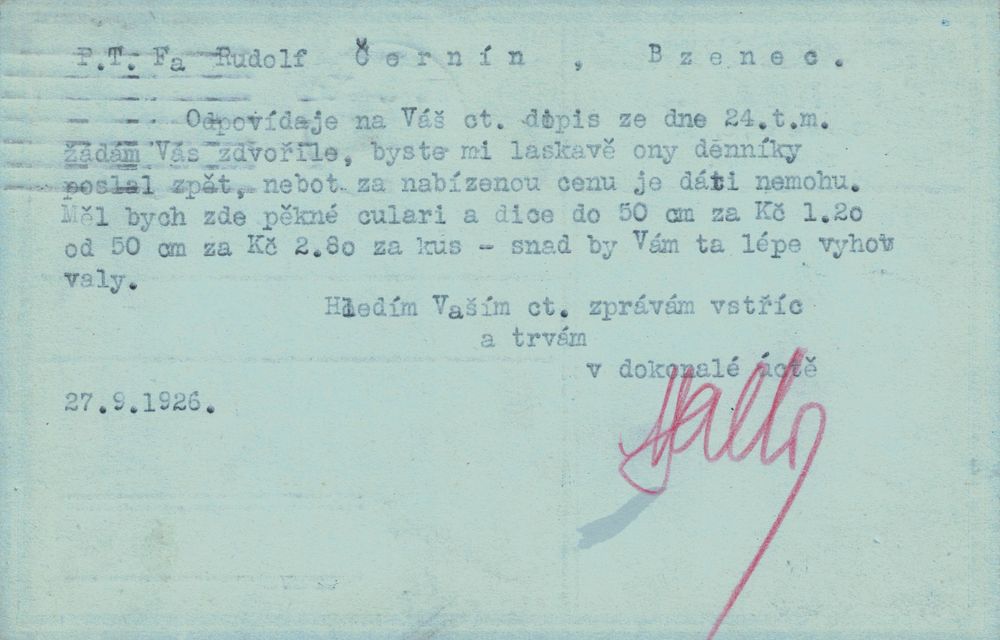 P.T. Fa Rudolf Černín , Bzenec.
Odpovídaje na Váš ct. dopis ze dne 24.t.m.
žádám Vás zdvořile, byste mi laskavě ony denníky
poslal zpět, nebot za nabízenou cenu je dáti nemohu.
Měl bych zde pěkné culari a dice do 50 cm za Kč 1.20
od 50 cm za Kč 2.80 za kus - snad by Vám ta lépe vyhov
valy.
Hledím Vaším ct. zprávám vstříc
a trvám
v dokonalé úctě
27.9.1926.